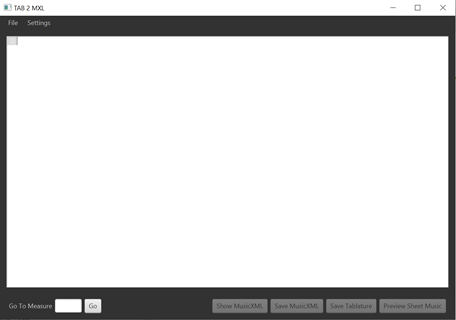 TAB 2 MXL
File Settings
Go To Measure Go Show MusicXML Save MusicXML Save Tablature Preview Sheet Music